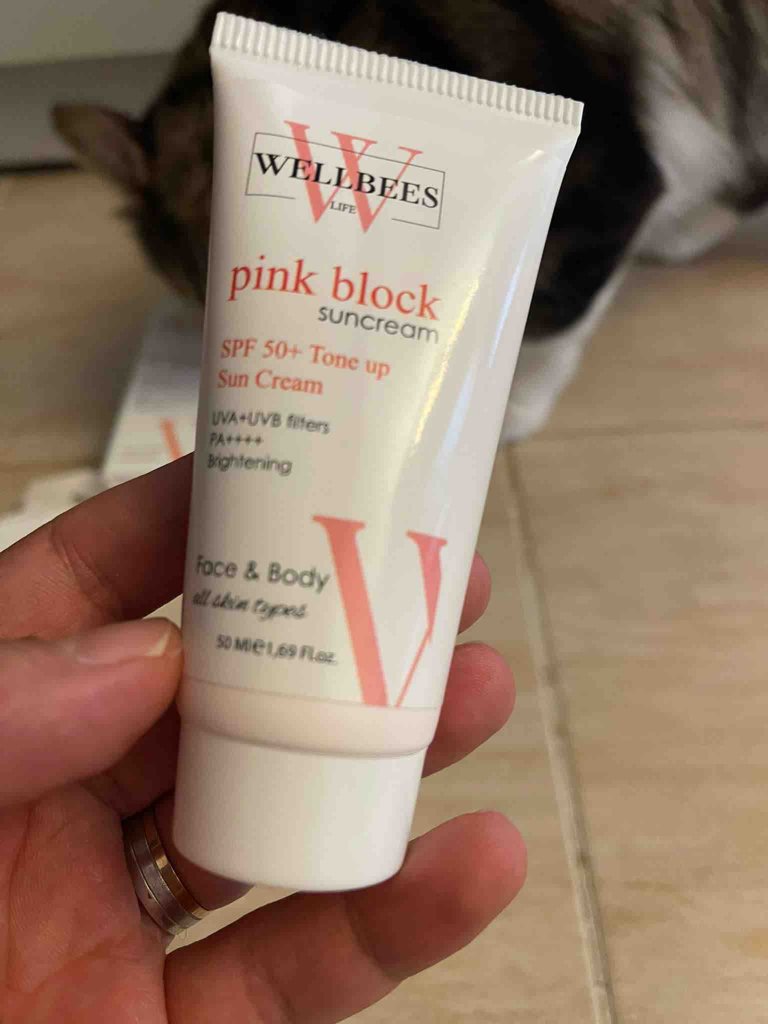 WELLBEES
LIFE
pink block
suncream
SPF 50+ Tone up
Sun Cream
UVA+UVB filters
PA++++
Brightening
Face & Body
all skin types
50 Ml e 1,69 Fl.oz.